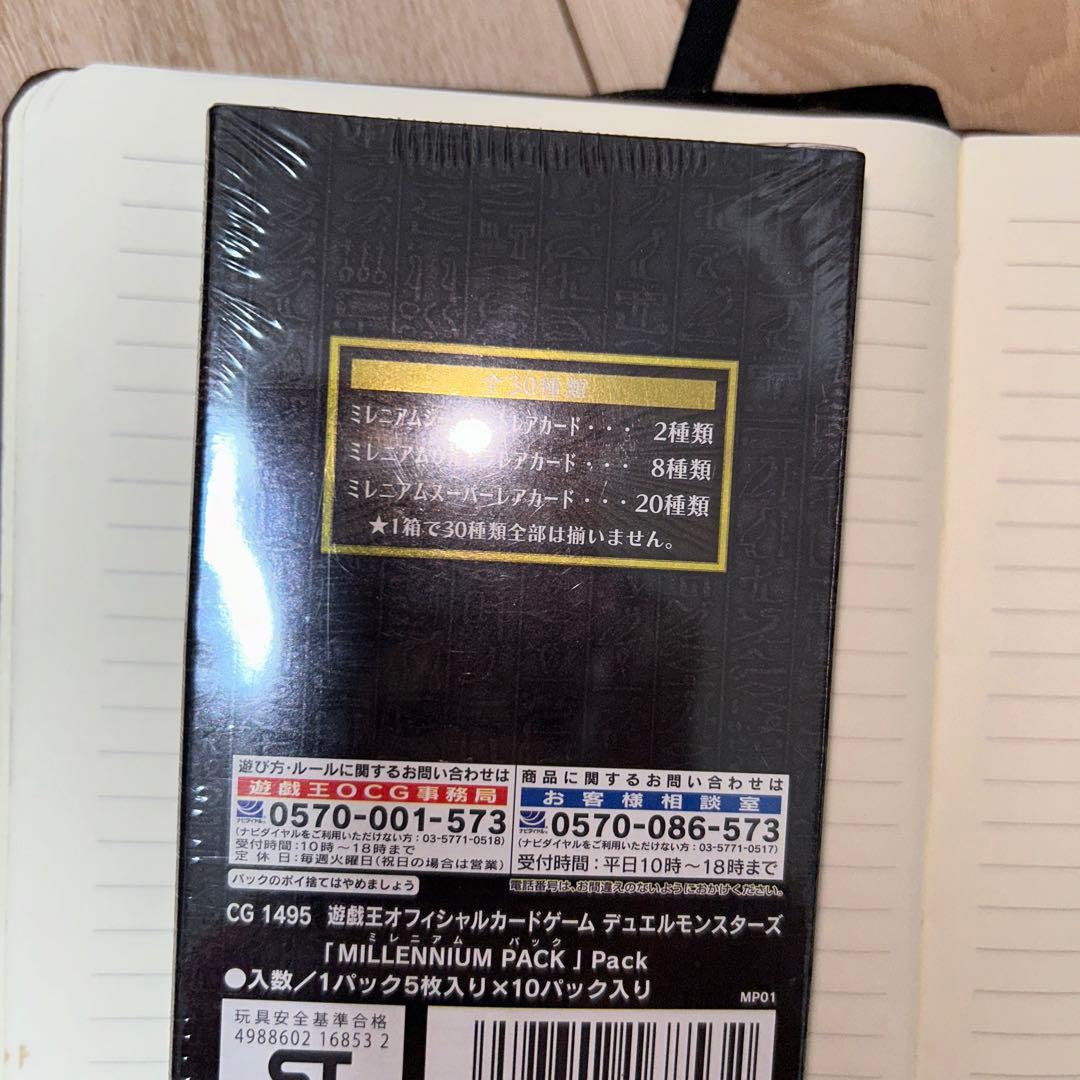 全30種類
ミレニアム レアカード・・・ 2種類
ミレニアム レアカード・・・ 8種類
ミレニアムスーパーレアカード・・・20種類
★1箱で30種類全部は揃いません。
遊び方・ルールに関するお問い合わせは
遊戯王OCG事務局
ナビダイヤル 0570-001-573
(ナビダイヤルをご利用いただけない方:03-5771-0518)
受付時間:10時～18時まで
定休日:毎週火曜日(祝日の場合は営業)
商品に関するお問い合わせは
お客様相談室
ナビダイヤル 0570-086-573
(ナビダイヤルをご利用いただけない方:03-5771-0517)
受付時間:平日10時～18時まで
パックのポイ捨てはやめましょう
電話番号は、お間違えのないようにおかけください。
CG 1495 遊戯王オフィシャルカードゲーム デュエルモンスターズ
ミレニアム パック
「MILLENNIUM PACK」Pack
●入数/1パック5枚入り×10パック入り
MP01
玩具安全基準合格
4988602 16853 2
ST